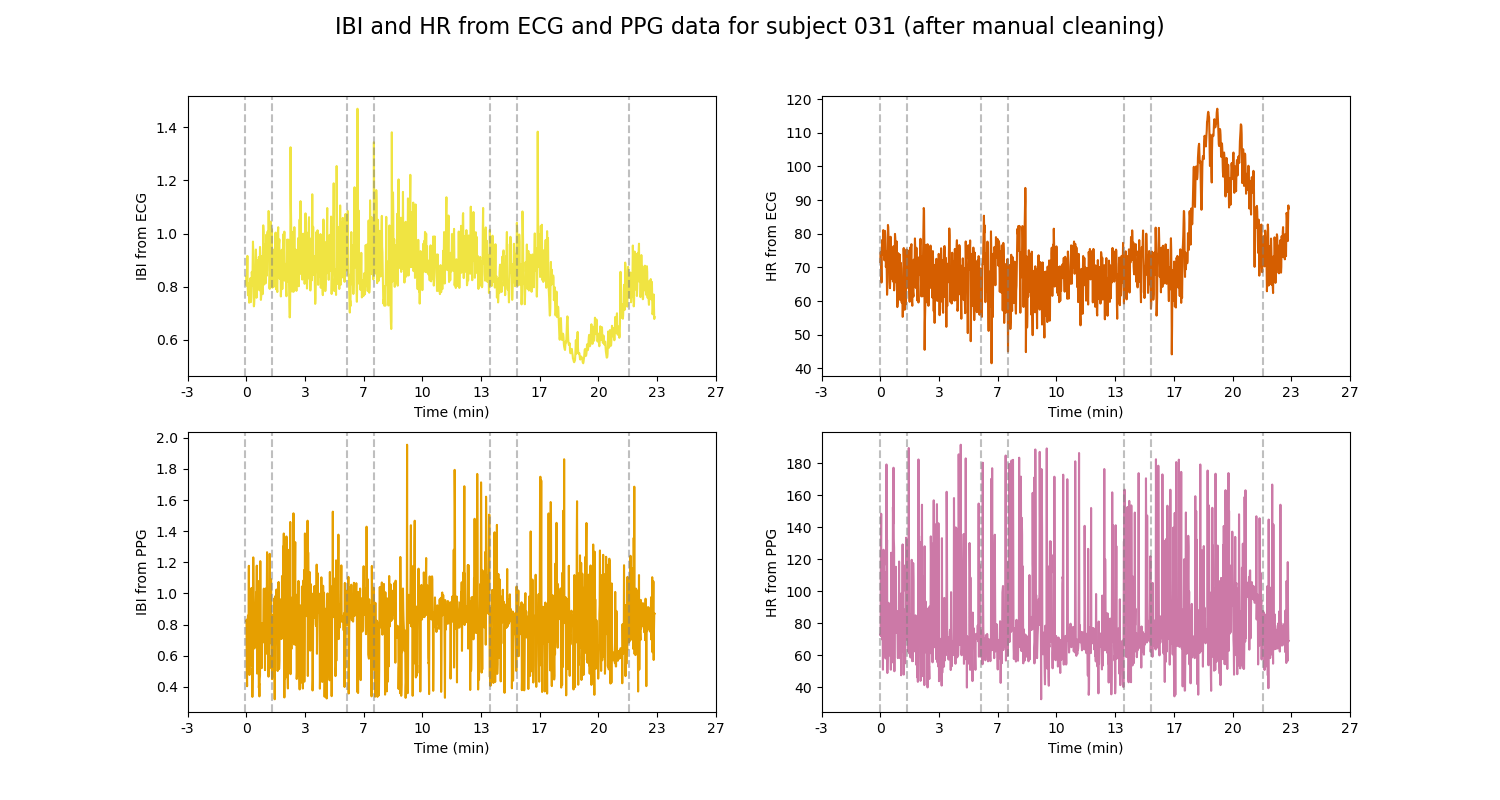 IBI and HR from ECG and PPG data for subject 031 (after manual cleaning)
IBI from ECG
1.4
1.2
1.0
0.8
0.6
-3 0 3 7 10 13 17 20 23 27
Time (min)
HR from ECG
120
110
100
90
80
70
60
50
40
-3 0 3 7 10 13 17 20 23 27
Time (min)
IBI from PPG
2.0
1.8
1.6
1.4
1.2
1.0
0.8
0.6
0.4
-3 0 3 7 10 13 17 20 23 27
Time (min)
HR from PPG
180
160
140
120
100
80
60
40
-3 0 3 7 10 13 17 20 23 27
Time (min)